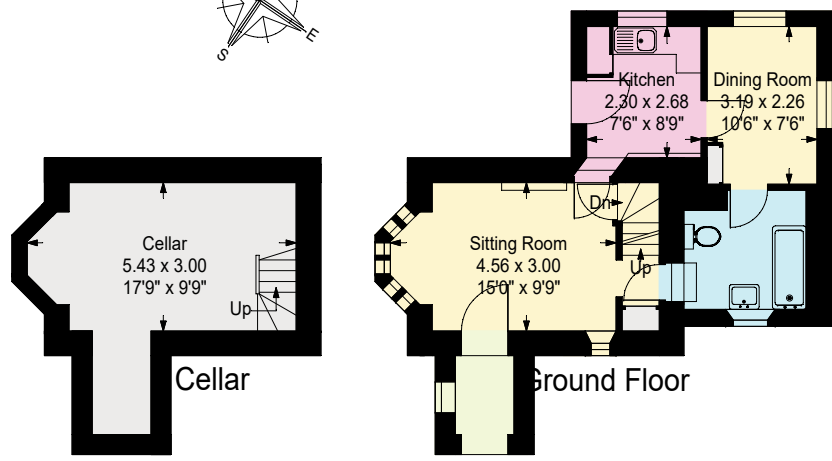 S
E
Kitchen
2.30 x 2.68
7'6" x 8'9"
Dining Room
3.19 x 2.26
10'6" x 7'6"
Cellar
5.43 x 3.00
17'9" x 9'9"
Up
Sitting Room
4.56 x 3.00
15'0" x 9'9"
Dn
Up
Cellar
Ground Floor